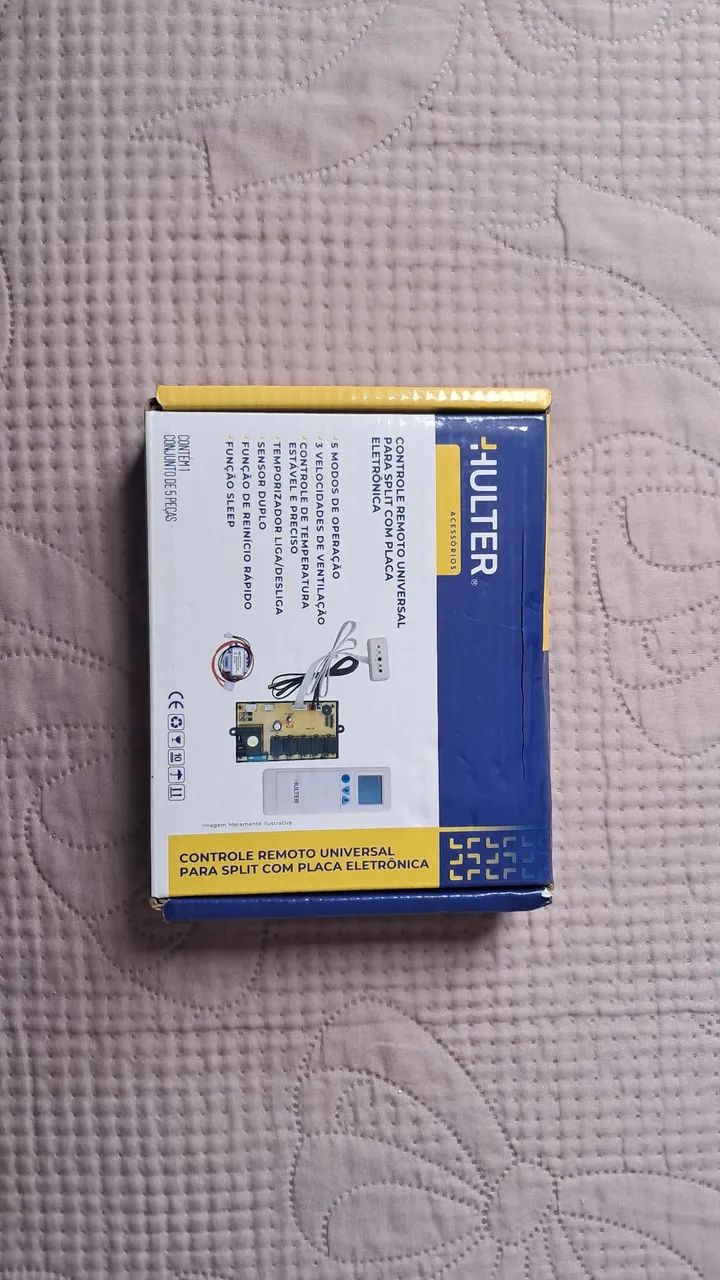 HULTER®
ACESSÓRIOS
CONTROLE REMOTO UNIVERSAL
PARA SPLIT COM PLACA
ELETRÔNICA
5 MODOS DE OPERAÇÃO
3 VELOCIDADES DE VENTILAÇÃO
CONTROLE DE TEMPERATURA
ESTÁVEL E PRECISO
TEMPORIZADOR LIGA/DESLIGA
SENSOR DUPLO
FUNÇÃO DE REINÍCIO RÁPIDO
FUNÇÃO SLEEP
CONTÉM 1
CONJUNTO DE 5 PEÇAS
HULTER
CE
10
Imagem Meramente Ilustrativa
CONTROLE REMOTO UNIVERSAL
PARA SPLIT COM PLACA ELETRÔNICA